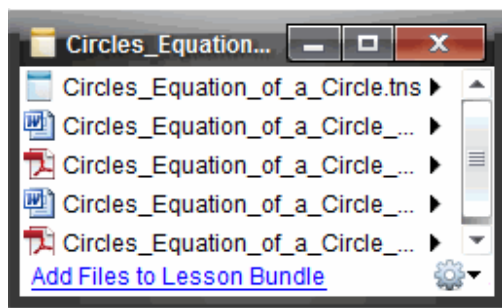 Circles_Equation...
Circles_Equation_of_a_Circle.tns
Circles_Equation_of_a_Circle_...
Circles_Equation_of_a_Circle_...
Circles_Equation_of_a_Circle_...
Circles_Equation_of_a_Circle_...
Add Files to Lesson Bundle